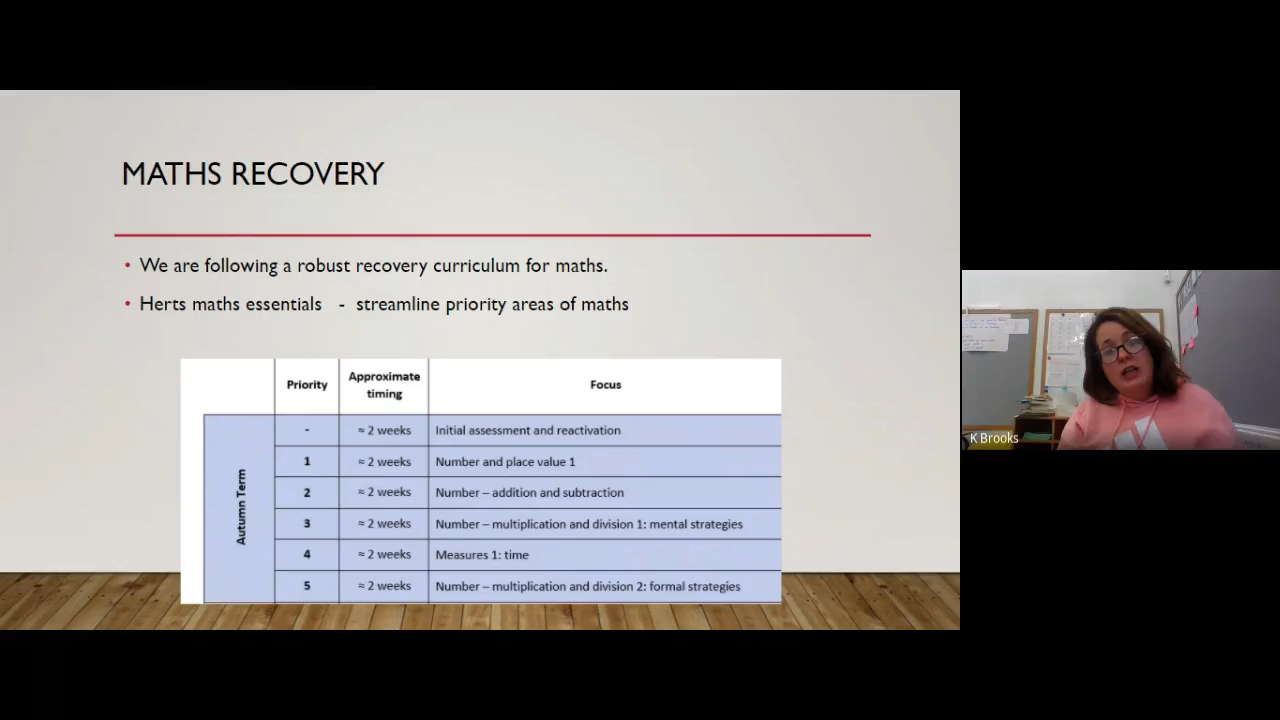 MATHS RECOVERY
• We are following a robust recovery curriculum for maths.
• Herts maths essentials - streamline priority areas of maths
Priority Approximate timing Focus
Autumn Term
- ≈ 2 weeks Initial assessment and reactivation
1 ≈ 2 weeks Number and place value 1
2 ≈ 2 weeks Number – addition and subtraction
3 ≈ 2 weeks Number – multiplication and division 1: mental strategies
4 ≈ 2 weeks Measures 1: time
5 ≈ 2 weeks Number – multiplication and division 2: formal strategies
K Brooks